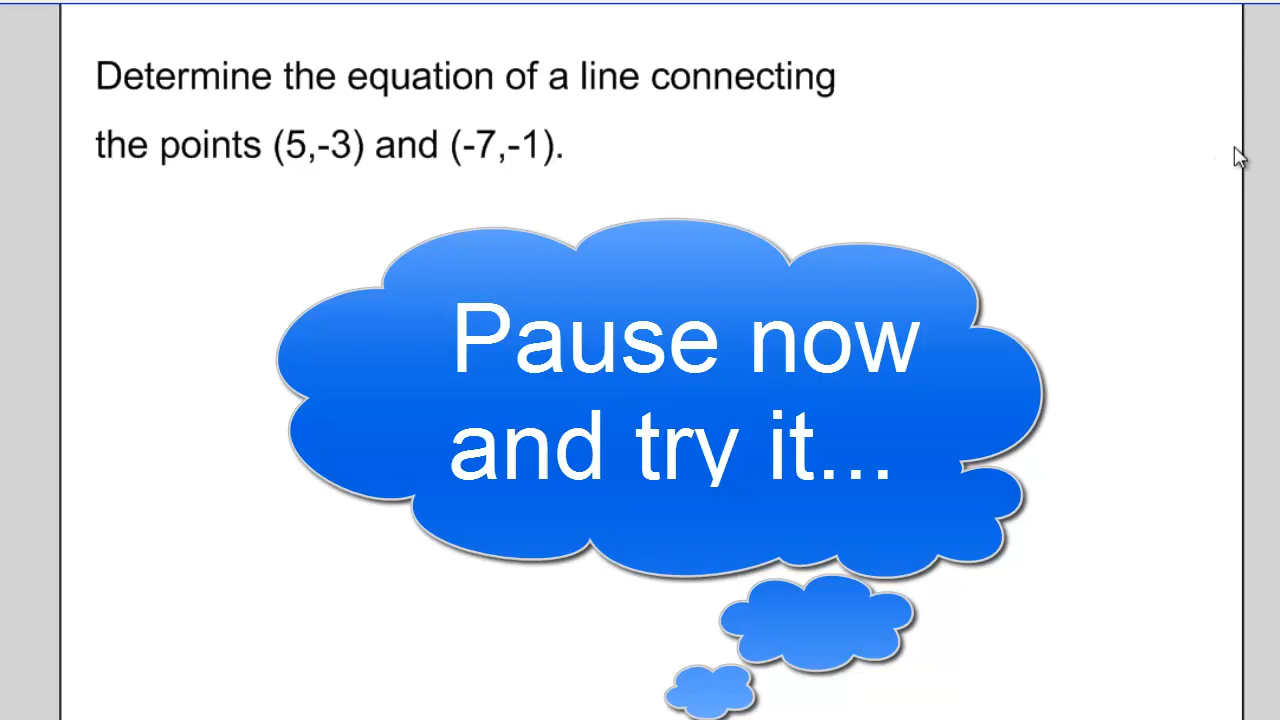 Determine the equation of a line connecting
the points (5,-3) and (-7,-1).
Pause now
and try it...